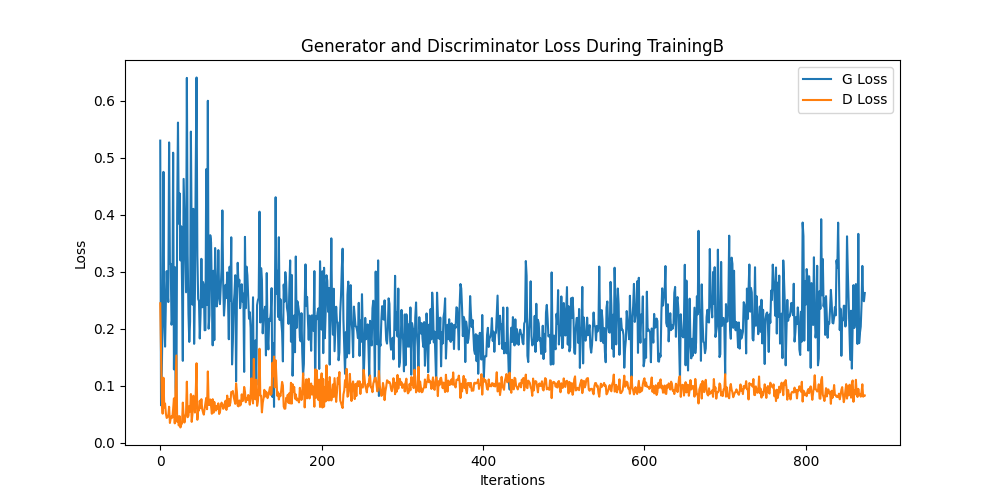 Generator and Discriminator Loss During TrainingB
G Loss
D Loss
Loss
0.6
0.5
0.4
0.3
0.2
0.1
0.0
0 200 400 600 800
Iterations